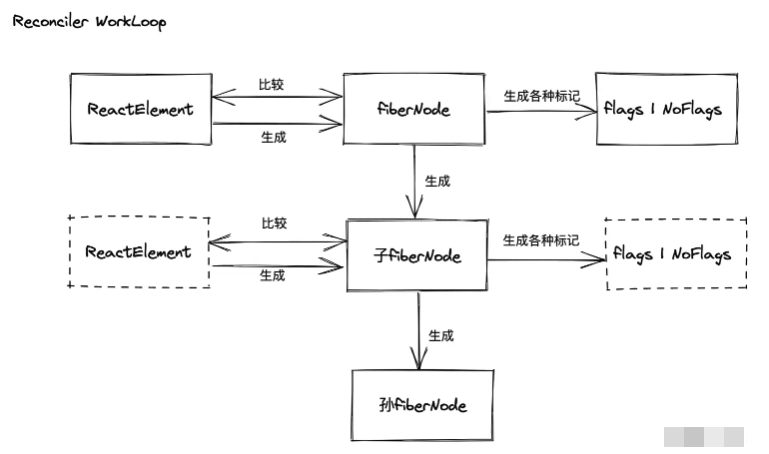 Reconciler WorkLoop
ReactElement
比较
生成
fiberNode
生成各种标记
flags | NoFlags
生成
ReactElement
比较
生成
子fiberNode
生成各种标记
flags | NoFlags
生成
孙fiberNode